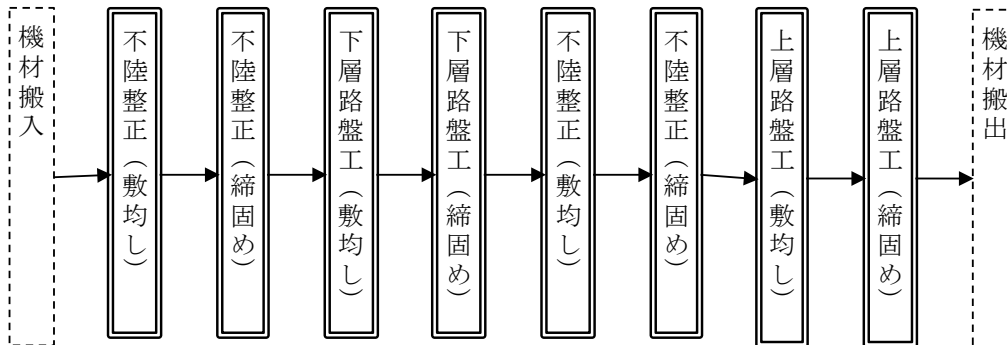 機材搬入
不陸整正（敷均し）
不陸整正（締固め）
下層路盤工（敷均し）
下層路盤工（締固め）
不陸整正（敷均し）
不陸整正（締固め）
上層路盤工（敷均し）
上層路盤工（締固め）
機材搬出